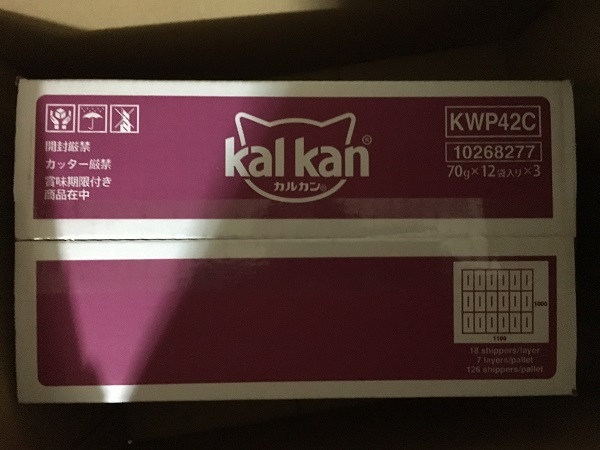 開封厳禁
カッター厳禁
賞味期限付き
商品在中
kal kan®
カルカン®
KWP42C
10268277
70g×12袋入り×3
1100
18 shippers/layer
7 layers/pallet
126 shippers/pallet